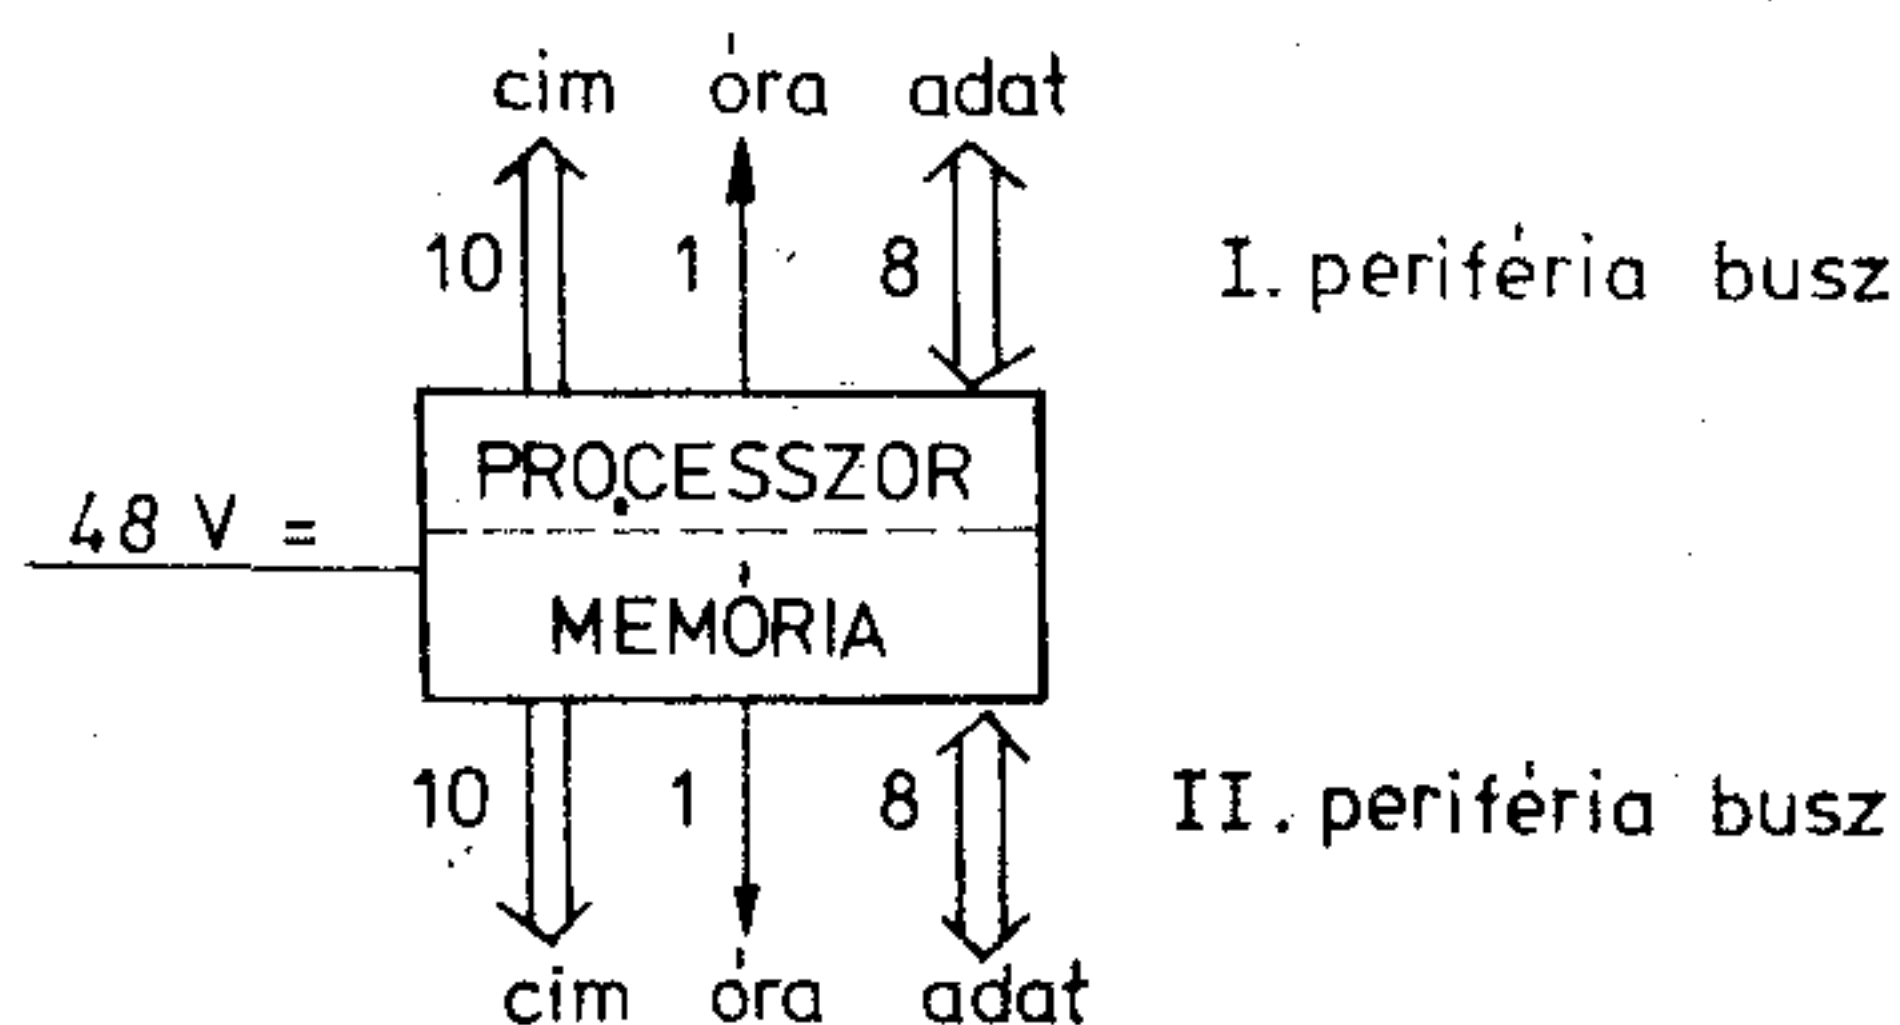 cim óra adat
10 1 8 I. periféria busz
PROCESSZOR
48 V =
MEMÓRIA
10 1 8 II. periféria busz
cim óra adat